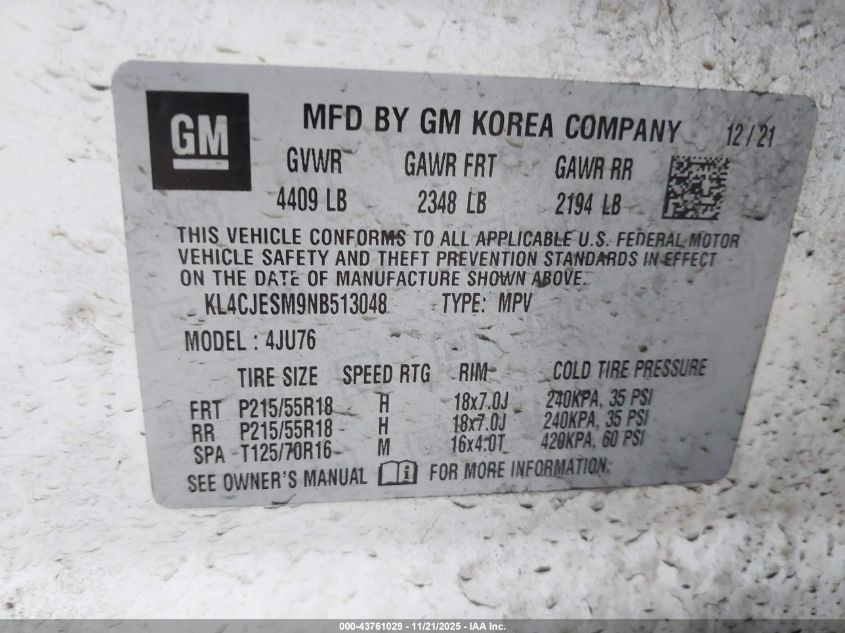 GM
MFD BY GM KOREA COMPANY 12/21
GVWR GAWR FRT GAWR RR
4409 LB 2348 LB 2194 LB
THIS VEHICLE CONFORMS TO ALL APPLICABLE U.S. FEDERAL MOTOR
VEHICLE SAFETY AND THEFT PREVENTION STANDARDS IN EFFECT
ON THE DATE OF MANUFACTURE SHOWN ABOVE.
KL4CJESM9NB513048 TYPE: MPV
MODEL: 4JU76
TIRE SIZE SPEED RTG RIM COLD TIRE PRESSURE
FRT P215/55R18 H 18x7.0J 240KPA, 35 PSI
RR P215/55R18 H 18x7.0J 240KPA, 35 PSI
SPA T125/70R16 M 16x4.0T 420KPA, 60 PSI
SEE OWNER'S MANUAL i FOR MORE INFORMATION.
000-43761029 - 11/21/2025 - IAA Inc.